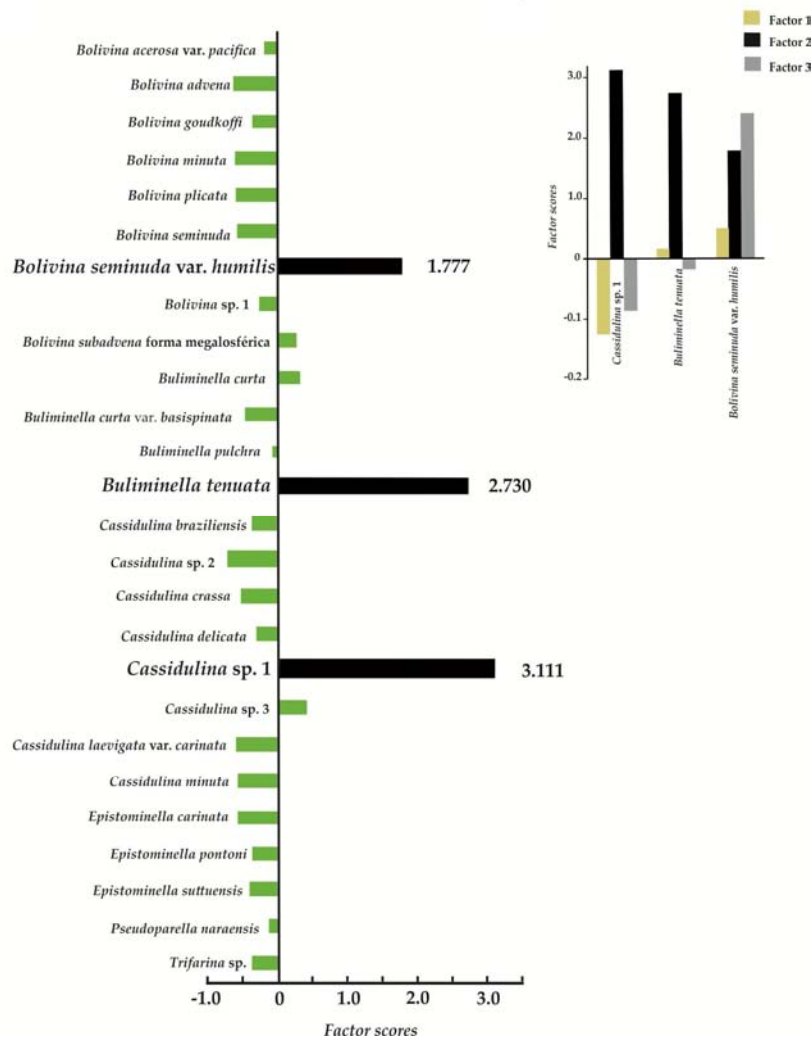 Bolivina acerosa var. pacifica
Bolivina advena
Bolivina goudkoffi
Bolivina minuta
Bolivina plicata
Bolivina seminuda
Bolivina seminuda var. humilis 1.777
Bolivina sp. 1
Bolivina subadvena forma megalosférica
Buliminella curta
Buliminella curta var. basispinata
Buliminella pulchra
Buliminella tenuata 2.730
Cassidulina braziliensis
Cassidulina sp. 2
Cassidulina crassa
Cassidulina delicata
Cassidulina sp. 1 3.111
Cassidulina sp. 3
Cassidulina laevigata var. carinata
Cassidulina minuta
Epistominella carinata
Epistominella pontoni
Epistominella suttuensis
Pseudoparella naraensis
Trifarina sp.
-1.0 0 1.0 2.0 3.0
Factor scores
Factor 1
Factor 2
Factor 3
3.0
2.0
1.0
0
-0.1
-0.2
Factor scores
Cassidulina sp. 1
Buliminella tenuata
Bolivina seminuda var. humilis